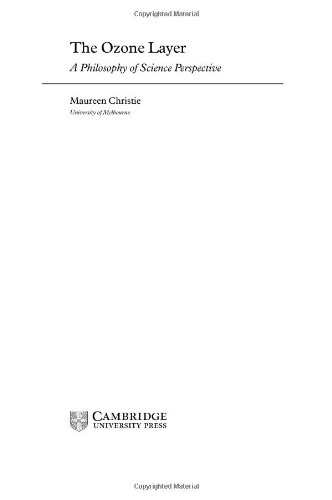 Copyrighted Material
The Ozone Layer
A Philosophy of Science Perspective
Maureen Christie
University of Melbourne
CAMBRIDGE
UNIVERSITY PRESS
Copyrighted Material